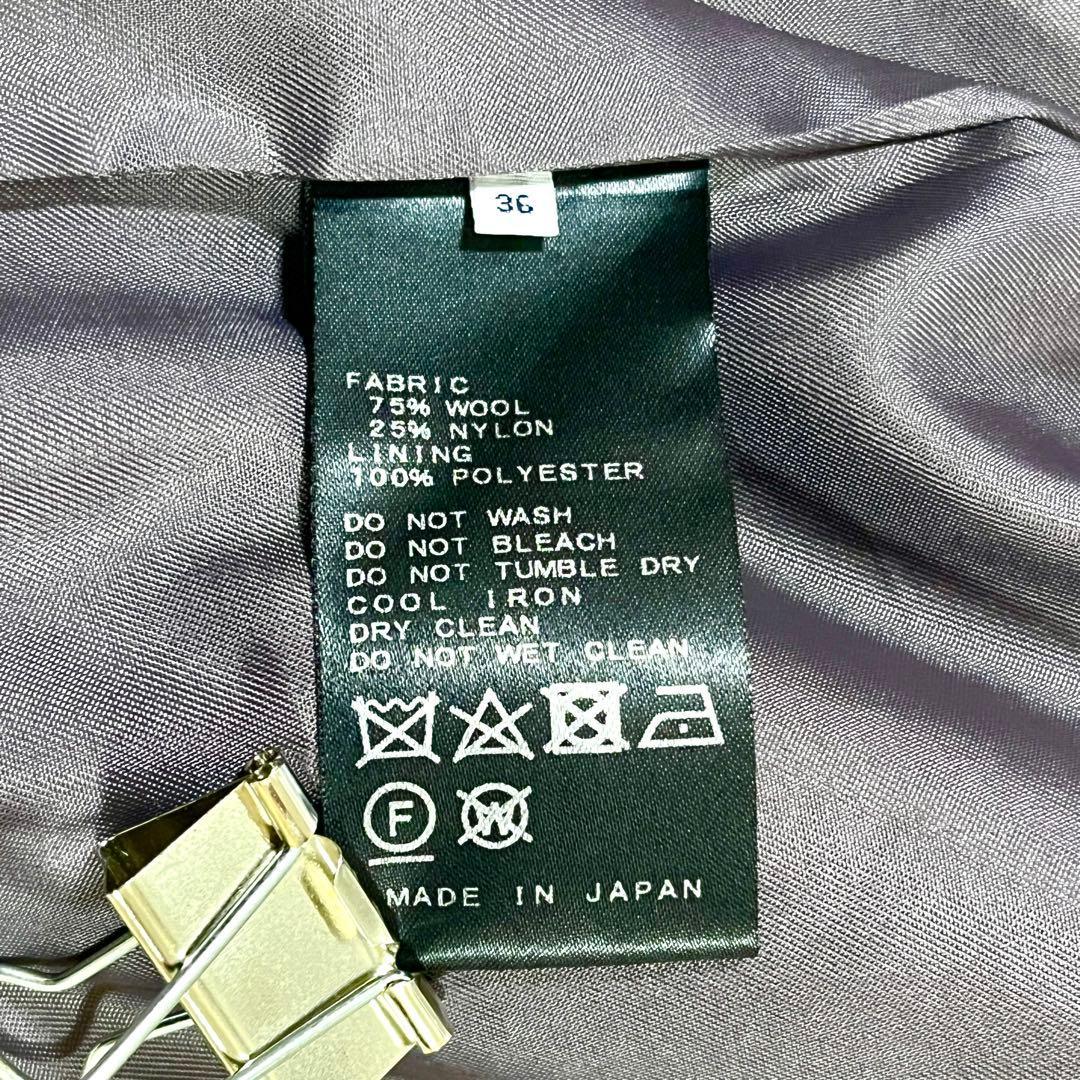 36
FABRIC
75% WOOL
25% NYLON
LINING
100% POLYESTER
DO NOT WASH
DO NOT BLEACH
DO NOT TUMBLE DRY
COOL IRON
DRY CLEAN
DO NOT WET CLEAN
F W
MADE IN JAPAN